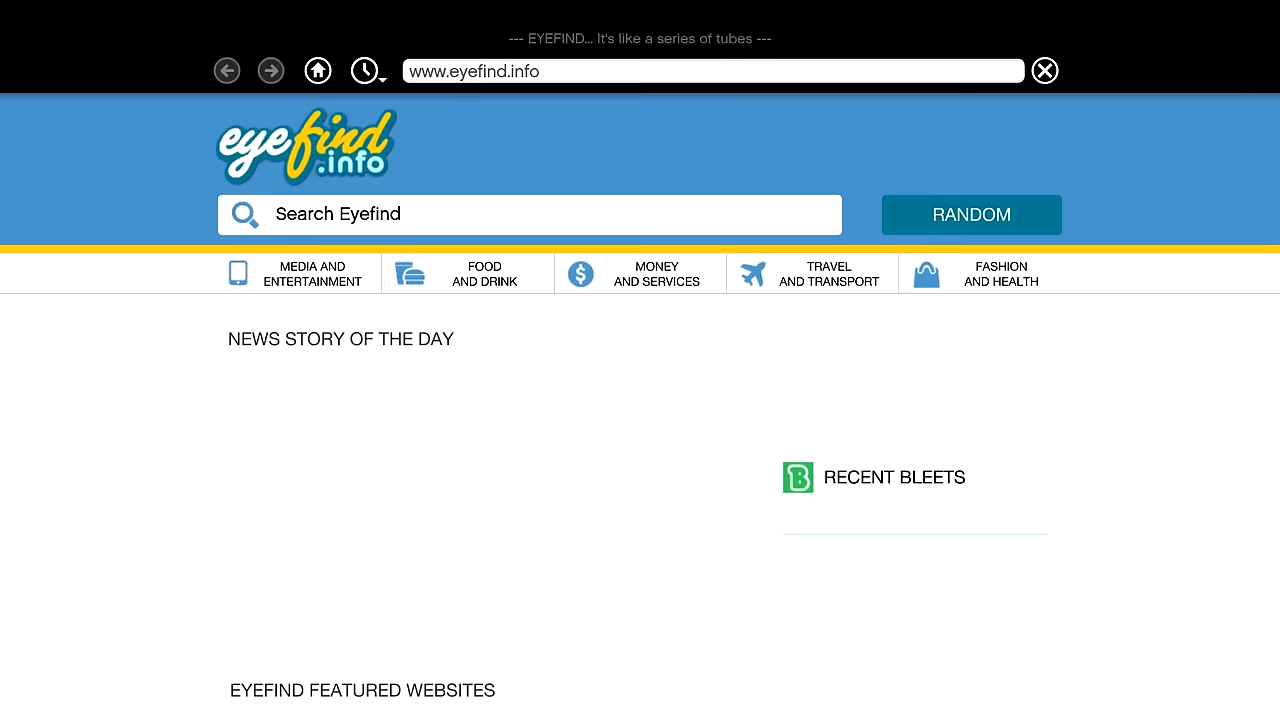 --- EYEFIND... It's like a series of tubes ---
www.eyefind.info
eyefind
.info
Search Eyefind
RANDOM
MEDIA AND
ENTERTAINMENT
FOOD
AND DRINK
MONEY
AND SERVICES
TRAVEL
AND TRANSPORT
FASHION
AND HEALTH
NEWS STORY OF THE DAY
B RECENT BLEETS
EYEFIND FEATURED WEBSITES